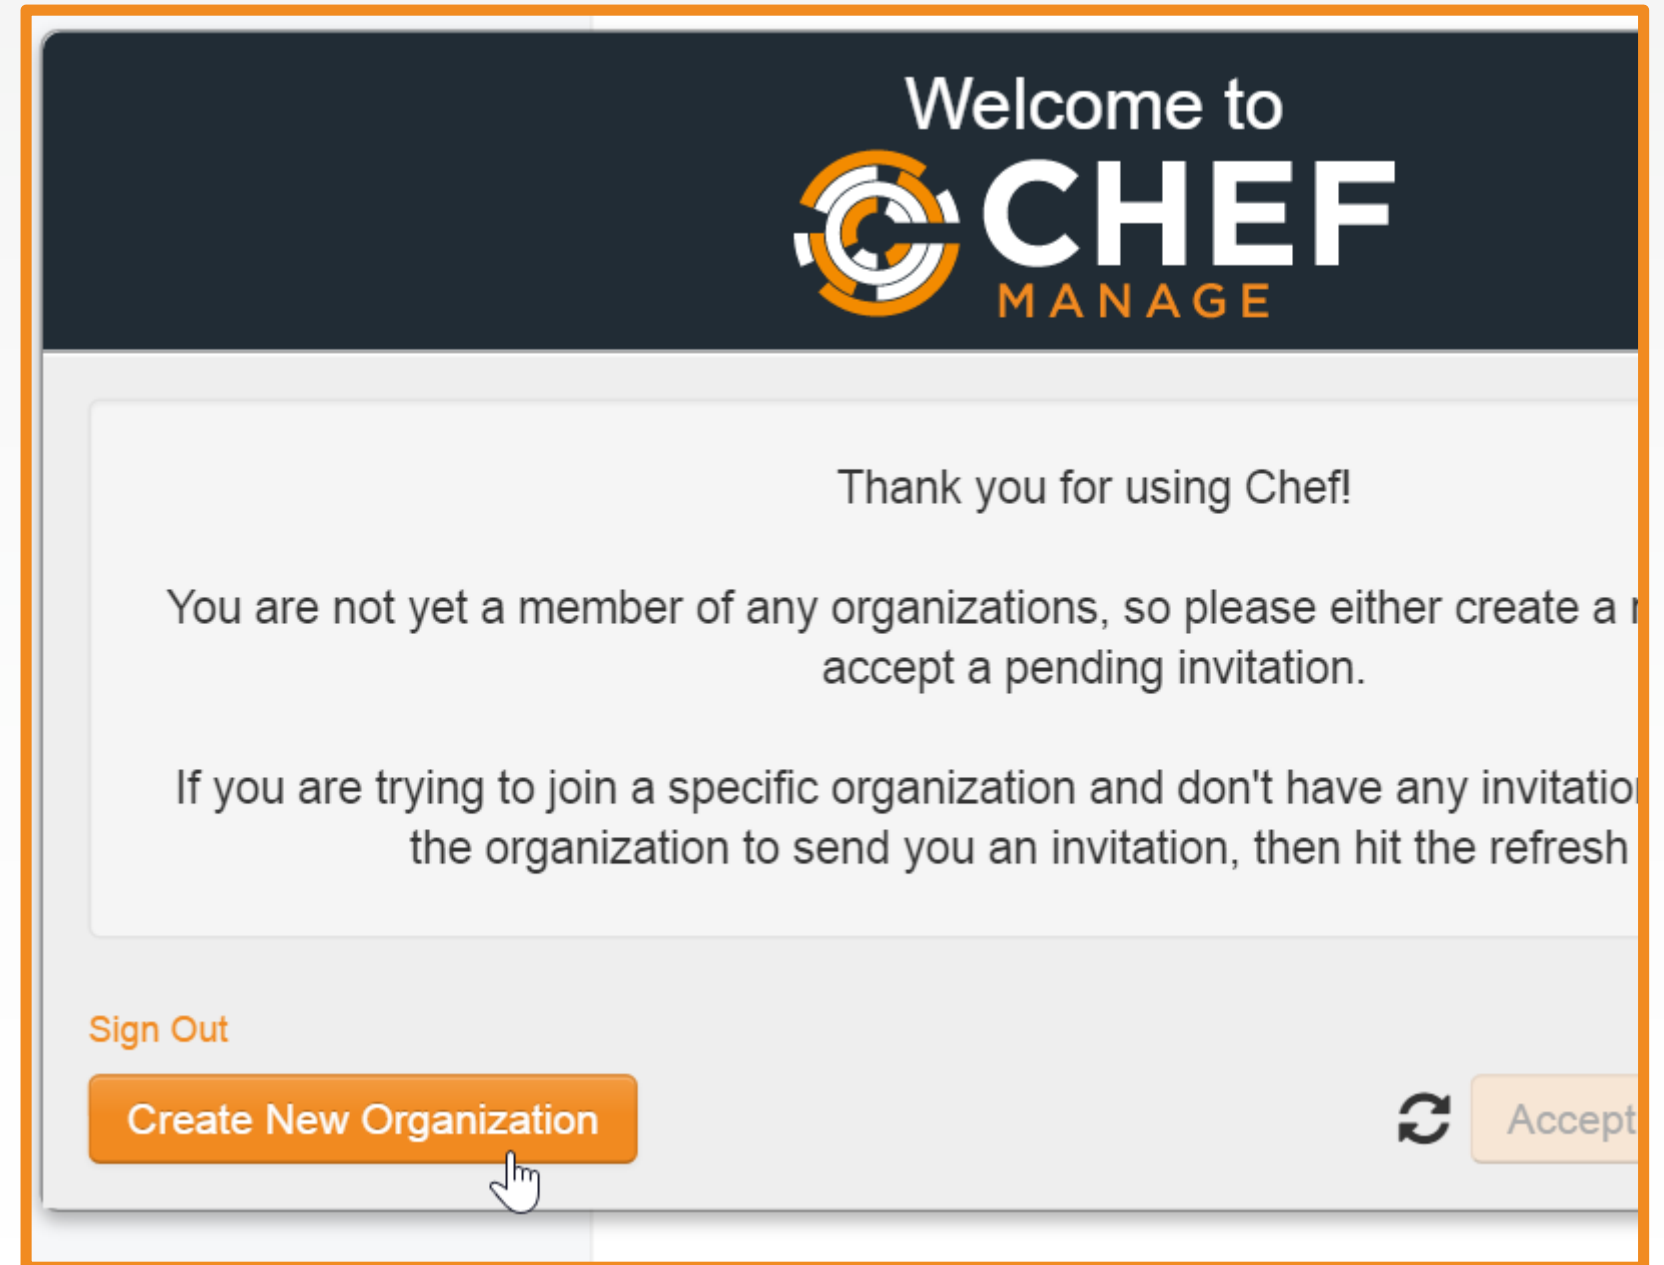 Welcome to
CHEF
MANAGE
Thank you for using Chef!
You are not yet a member of any organizations, so please either create a
accept a pending invitation.
If you are trying to join a specific organization and don't have any
the organization to send you an invitation, then hit the refresh
Sign Out
Create New Organization
Accept